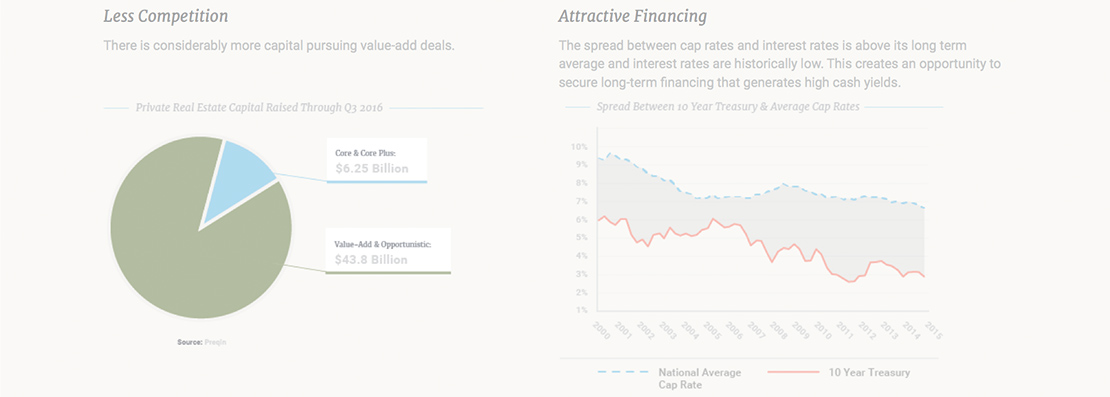 Less Competition
There is considerably more capital pursuing value-add deals.
Private Real Estate Capital Raised Through Q3 2016
Core & Core Plus:
$6.25 Billion
Value-Add & Opportunistic:
$43.8 Billion
Source: Preqin
Attractive Financing
The spread between cap rates and interest rates is above its long term
average and interest rates are historically low. This creates an opportunity to
secure long-term financing that generates high cash yields.
Spread Between 10 Year Treasury & Average Cap Rates
10%
9%
8%
7%
6%
5%
4%
3%
2%
1%
2000 2001 2002 2003 2004 2005 2006 2007 2008 2009 2010 2011 2012 2013 2014 2015
National Average
Cap Rate
10 Year Treasury